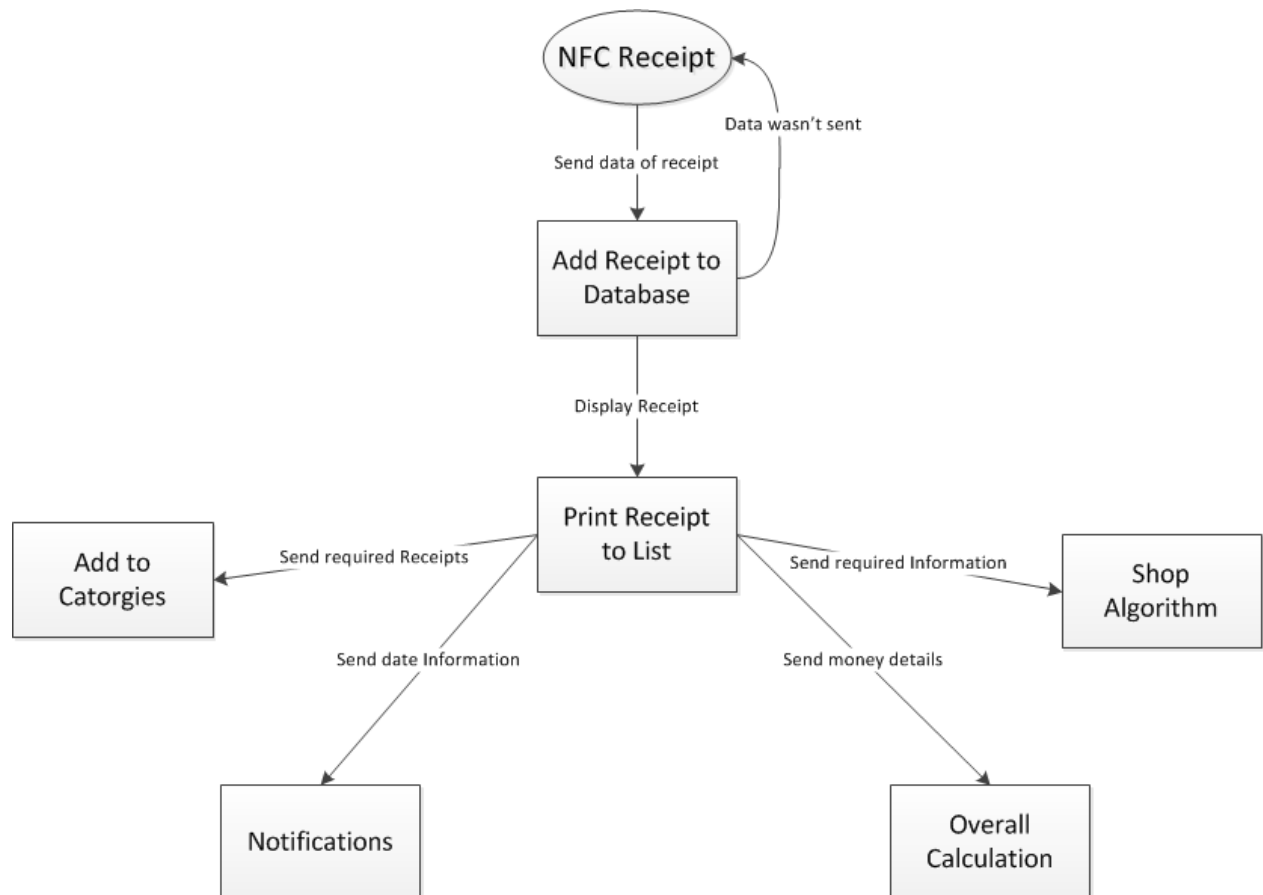 NFC Receipt
Data wasn't sent
Send data of receipt
Add Receipt to
Database
Display Receipt
Print Receipt
to List
Send required Receipts
Send required Information
Add to
Catorgies
Shop
Algorithm
Send date Information
Send money details
Notifications
Overall
Calculation